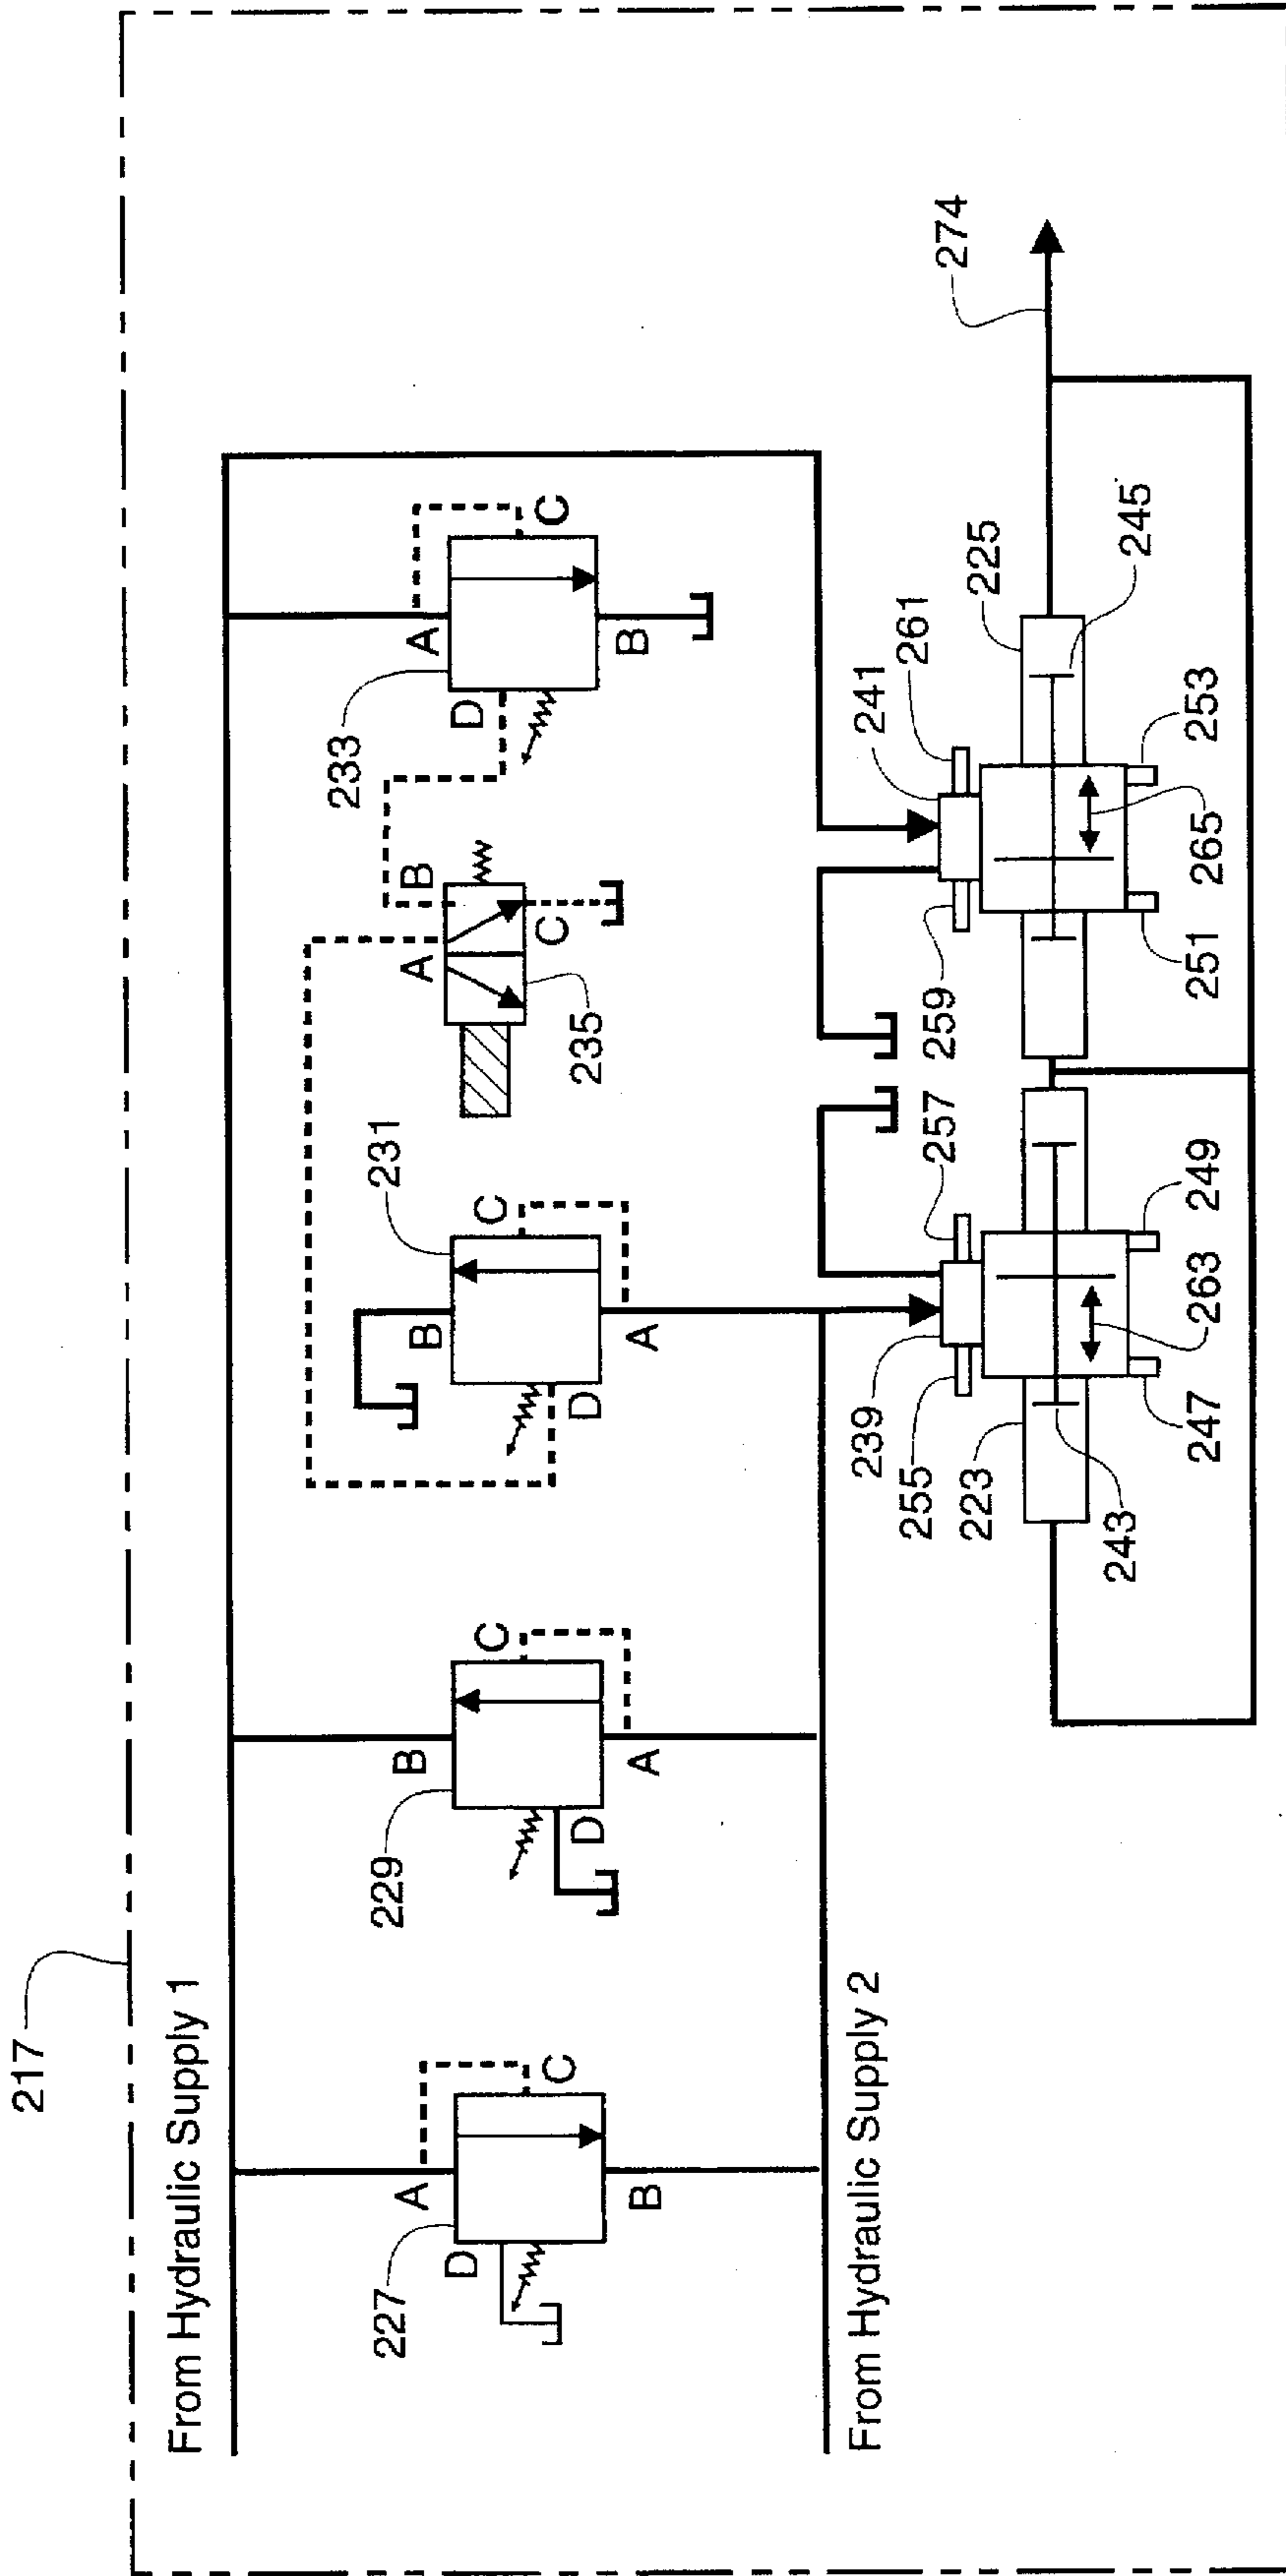 217
From Hydraulic Supply 1
A
B
C
D
227
B
A
C
D
229
B
A
C
D
231
A
B
C
235
A
B
C
D
233
From Hydraulic Supply 2
239
255
257
223
243
247
249
263
241
259
261
225
245
251
253
265
274